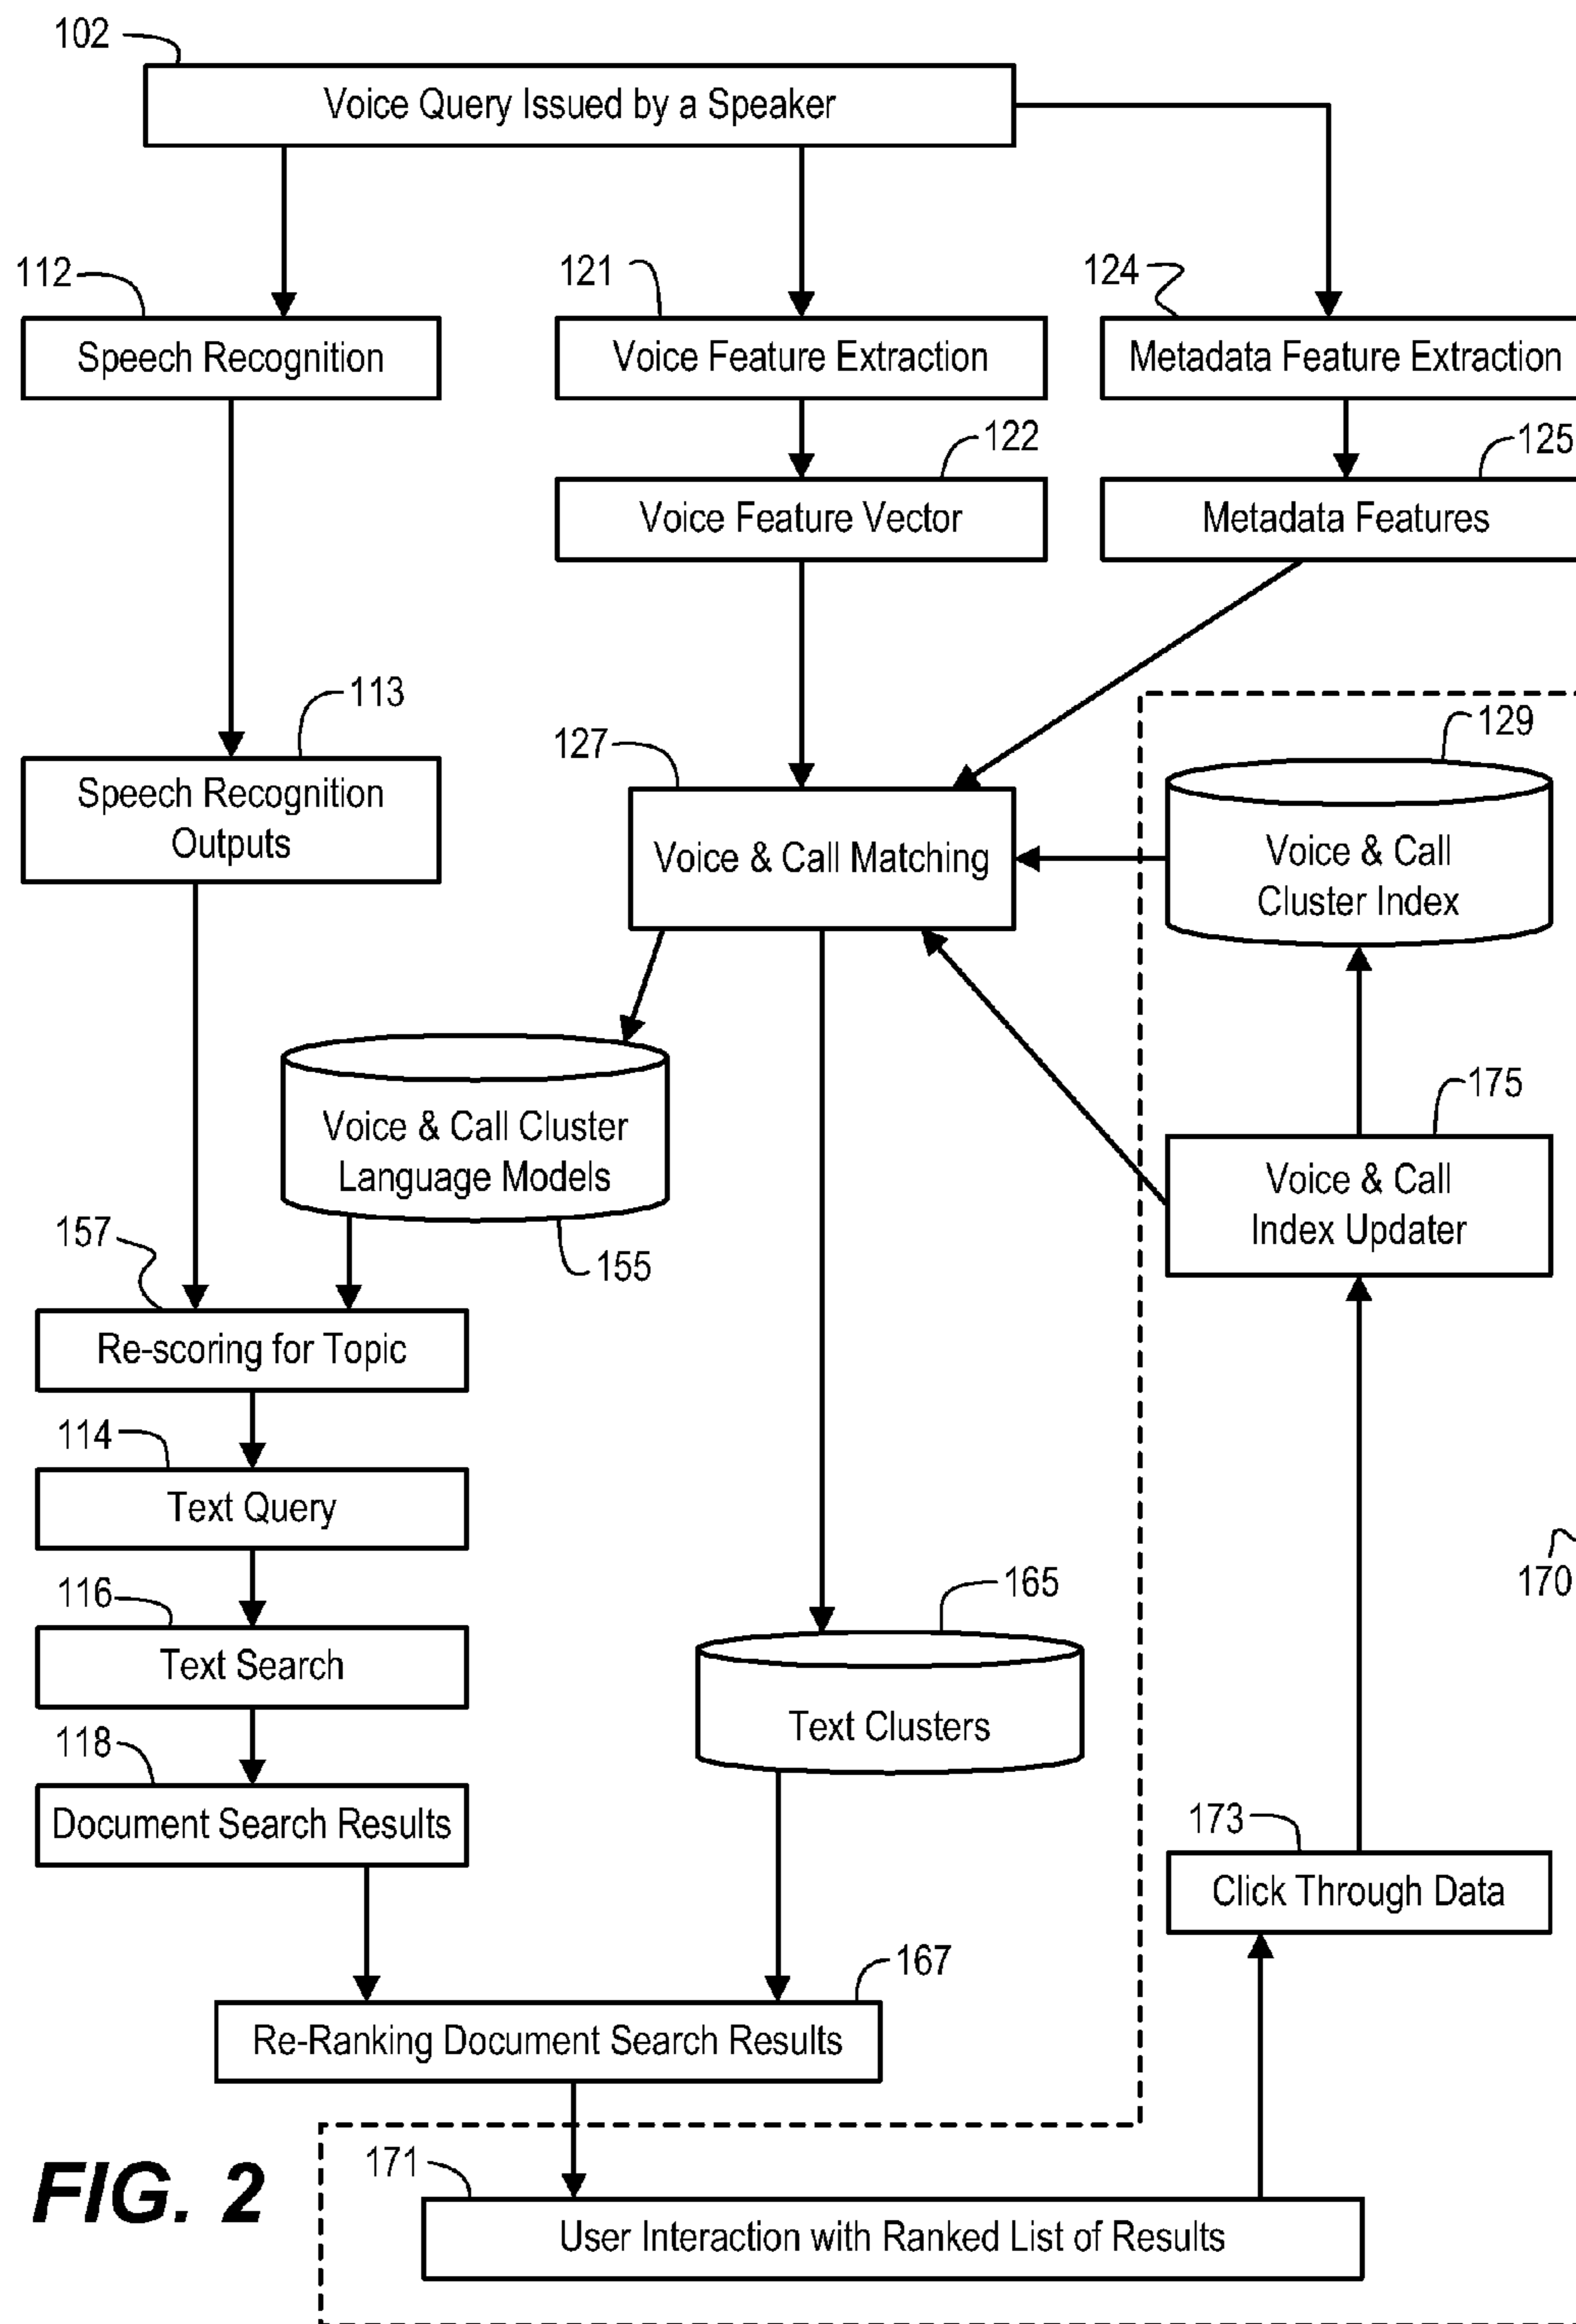 102
Voice Query Issued by a Speaker
112
121
124
Speech Recognition
Voice Feature Extraction
Metadata Feature Extraction
122
125
Voice Feature Vector
Metadata Features
113
129
127
Speech Recognition
Outputs
Voice & Call Matching
Voice & Call
Cluster Index
175
Voice & Call Cluster
Language Models
Voice & Call
Index Updater
157
155
Re-scoring for Topic
114
Text Query
170
165
116
Text Search
Text Clusters
118
Document Search Results
173
Click Through Data
167
Re-Ranking Document Search Results
FIG. 2
171
User Interaction with Ranked List of Results